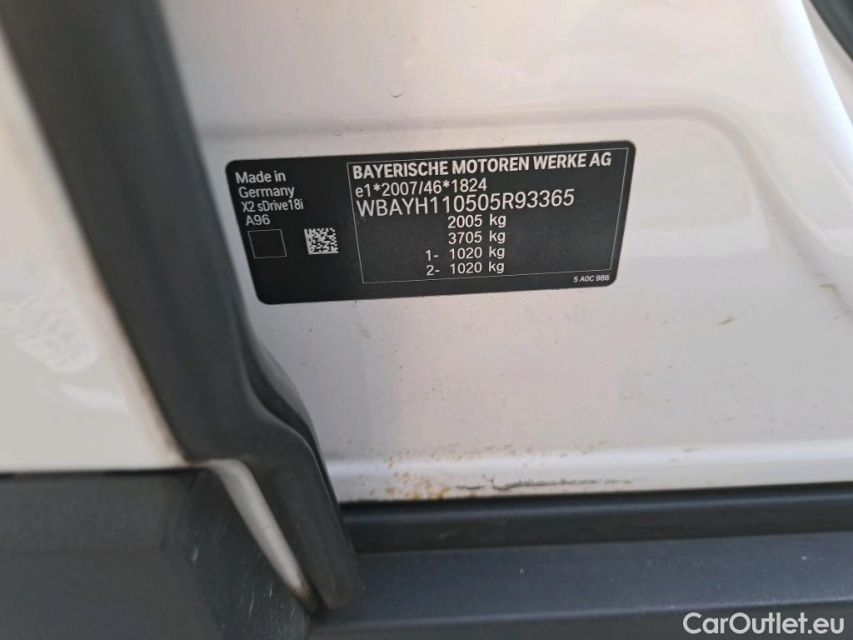 Made in
Germany
X2 sDrive18i
A96
BAYERISCHE MOTOREN WERKE AG
e1*2007/46*1824
WBAYH110505R93365
2005 kg
3705 kg
1- 1020 kg
2- 1020 kg
5 A0C 986
CarOutlet.eu